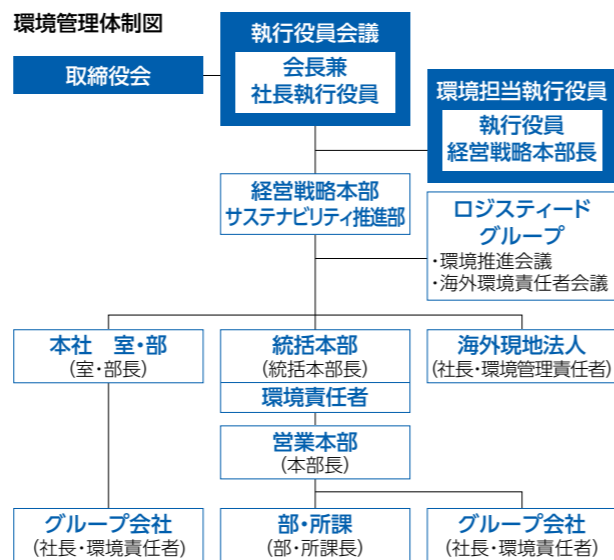 環境管理体制図
執行役員会議
会長兼
社長執行役員
取締役会
環境担当執行役員
執行役員
経営戦略本部長
経営戦略本部
サステナビリティ推進部
ロジスティード
グループ
・環境推進会議
・海外環境責任者会議
本社　室・部
(室・部長)
統括本部
(統括本部長)
環境責任者
海外現地法人
(社長・環境管理責任者)
営業本部
(本部長)
グループ会社
(社長・環境責任者)
部・所課
(部・所課長)
グループ会社
(社長・環境責任者)